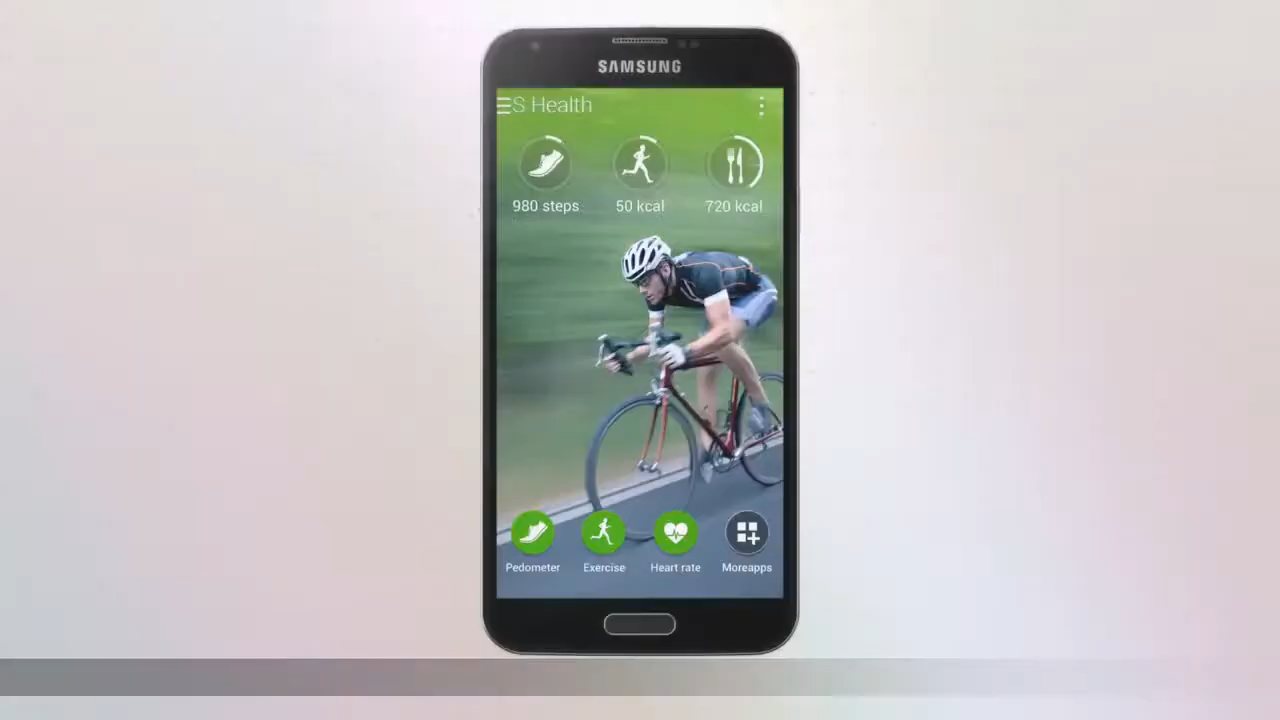 SAMSUNG
S Health
980 steps
50 kcal
720 kcal
Pedometer
Exercise
Heart rate
Moreapps